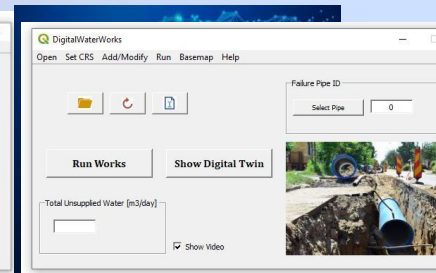 DigitalWaterWorks
Open Set CRS Add/Modify Run Basemap Help
Failure Pipe ID
Select Pipe 0
Run Works Show Digital Twin
Total Unsupplied Water [m3/day]
Show Video